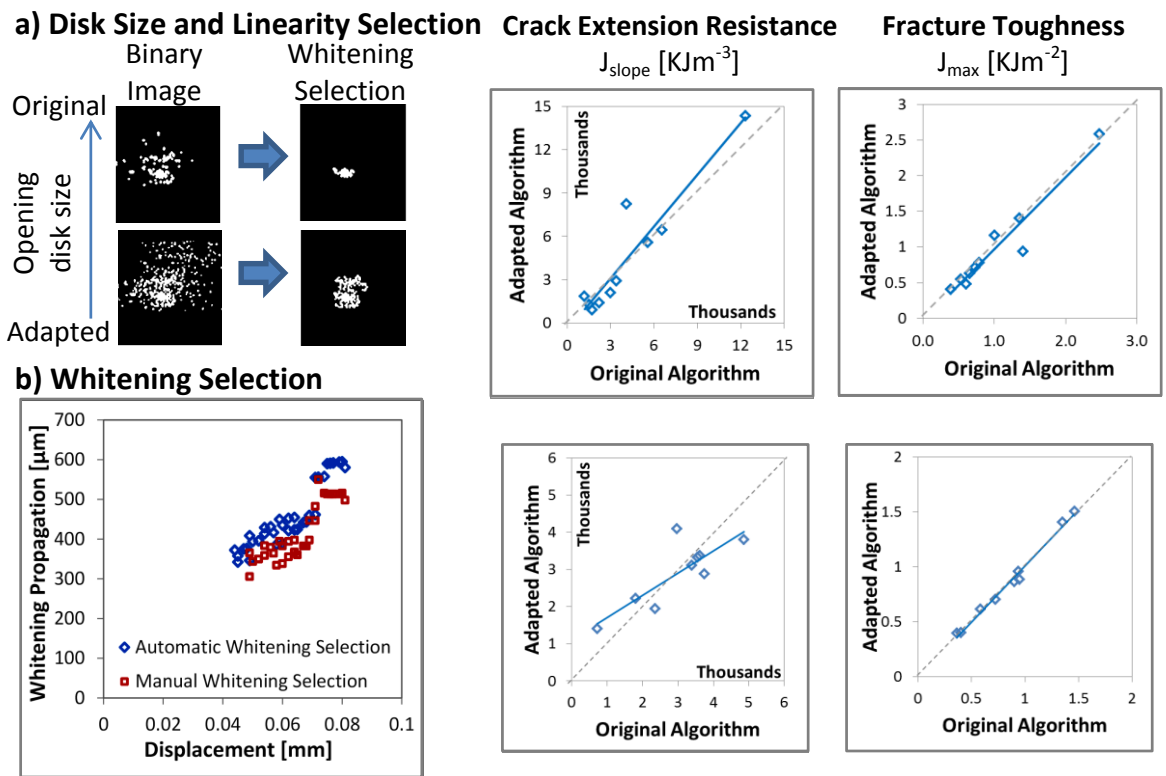 a) Disk Size and Linearity Selection
Binary Image
Whitening Selection
Original
Opening disk size
Adapted
Crack Extension Resistance
Jslope [KJm-3]
15
12
9
6
3
0
Thousands
Adapted Algorithm
Thousands
0 3 6 9 12 15
Original Algorithm
Fracture Toughness
Jmax [KJm-2]
3
2.5
2
1.5
1
0.5
0
Adapted Algorithm
0.0 1.0 2.0 3.0
Original Algorithm
b) Whitening Selection
700
600
500
400
300
200
100
0
Whitening Propagation [µm]
Automatic Whitening Selection
Manual Whitening Selection
0 0.02 0.04 0.06 0.08 0.1
Displacement [mm]
6
5
4
3
2
1
0
Thousands
Adapted Algorithm
Thousands
0 1 2 3 4 5 6
Original Algorithm
2
1.5
1
0.5
0
Adapted Algorithm
0 0.5 1 1.5 2
Original Algorithm